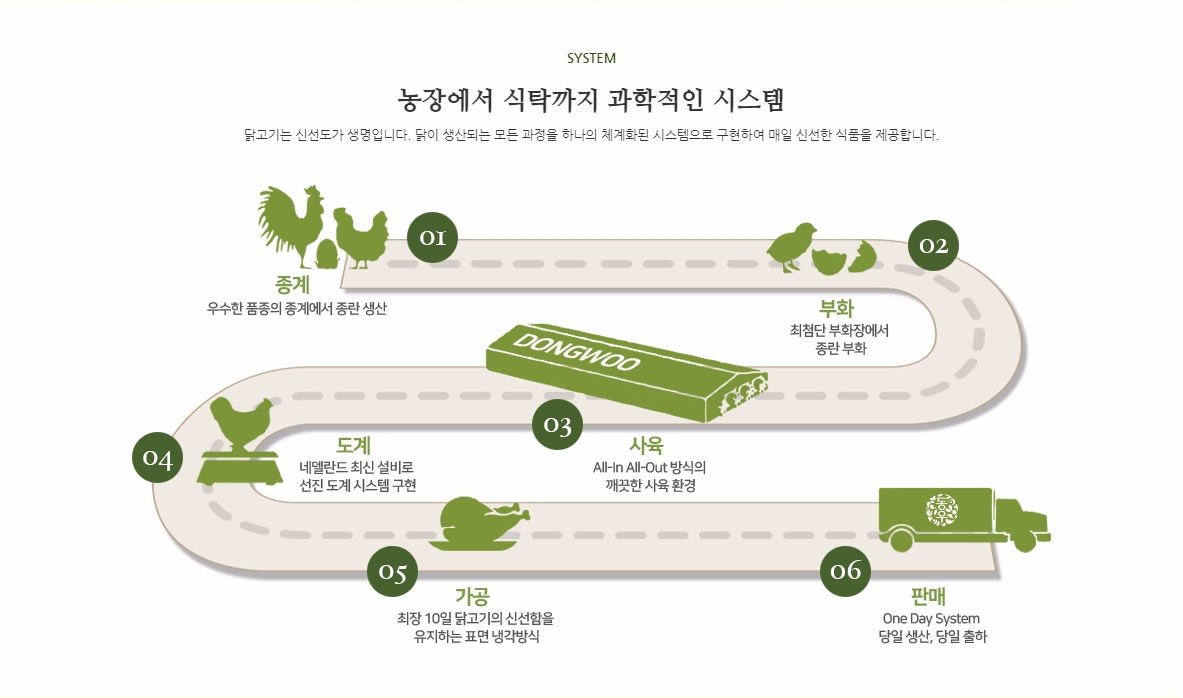 SYSTEM
농장에서 식탁까지 과학적인 시스템
닭고기는 신선도가 생명입니다. 닭이 생산되는 모든 과정을 하나의 체계화된 시스템으로 구현하여 매일 신선한 식품을 제공합니다.
01
종계
우수한 품종의 종계에서 종란 생산
02
부화
최첨단 부화장에서
종란 부화
DONGWOO
03
사육
All-In All-Out 방식의
깨끗한 사육 환경
04
도계
네델란드 최신 설비로
선진 도계 시스템 구현
05
가공
최장 10일 닭고기의 신선함을
유지하는 표면 냉각방식
06
판매
One Day System
당일 생산, 당일 출하